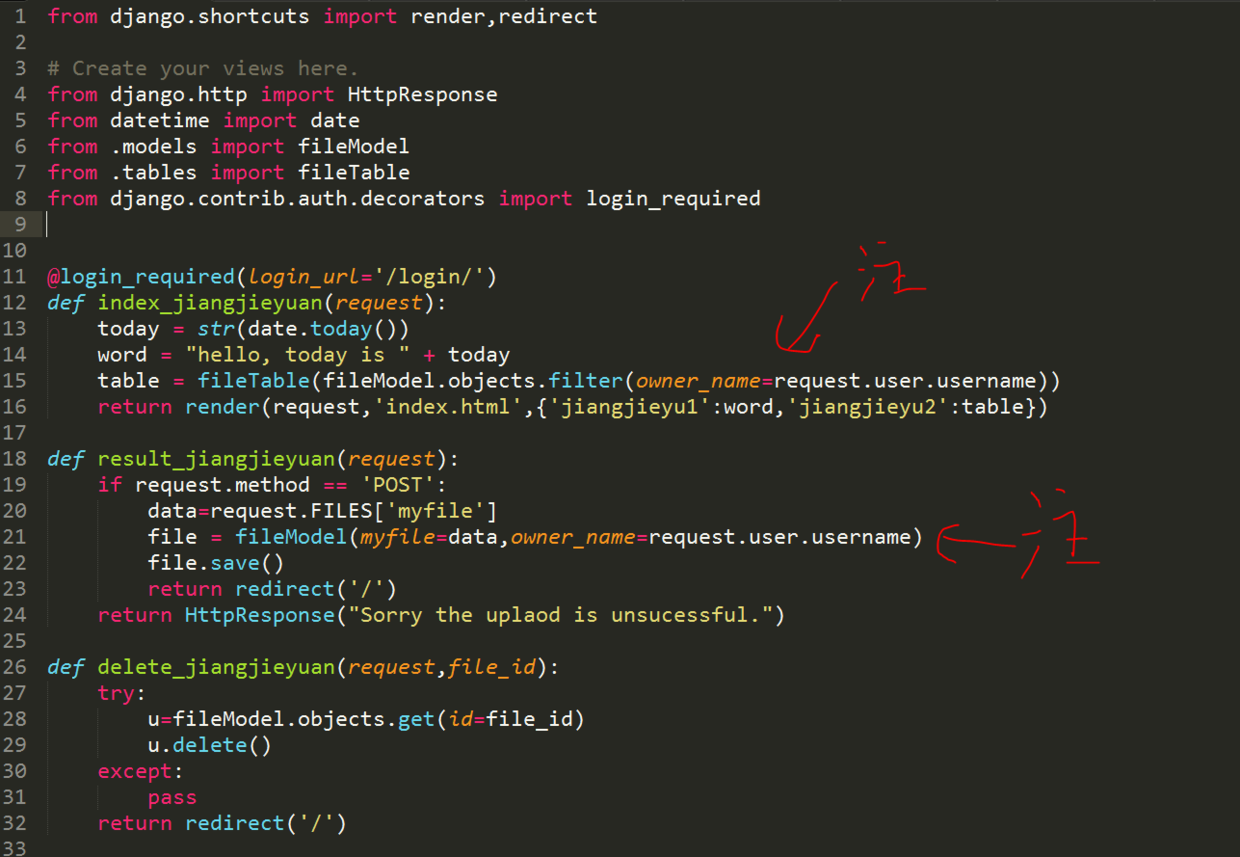 1 from django.shortcuts import render,redirect
2
3 # Create your views here.
4 from django.http import HttpResponse
5 from datetime import date
6 from .models import fileModel
7 from .tables import fileTable
8 from django.contrib.auth.decorators import login_required
9
10
11 @login_required(login_url='/login/')
12 def index_jiangjieyuan(request):
13     today = str(date.today())
14     word = "hello, today is " + today
15     table = fileTable(fileModel.objects.filter(owner_name=request.user.username))
16     return render(request,'index.html',{'jiangjieyu1':word,'jiangjieyu2':table})
17
18 def result_jiangjieyuan(request):
19     if request.method == 'POST':
20         data=request.FILES['myfile']
21         file = fileModel(myfile=data,owner_name=request.user.username)
22         file.save()
23         return redirect('/')
24     return HttpResponse("Sorry the uplaod is unsucessful.")
25
26 def delete_jiangjieyuan(request,file_id):
27     try:
28         u=fileModel.objects.get(id=file_id)
29         u.delete()
30     except:
31         pass
32     return redirect('/')
33